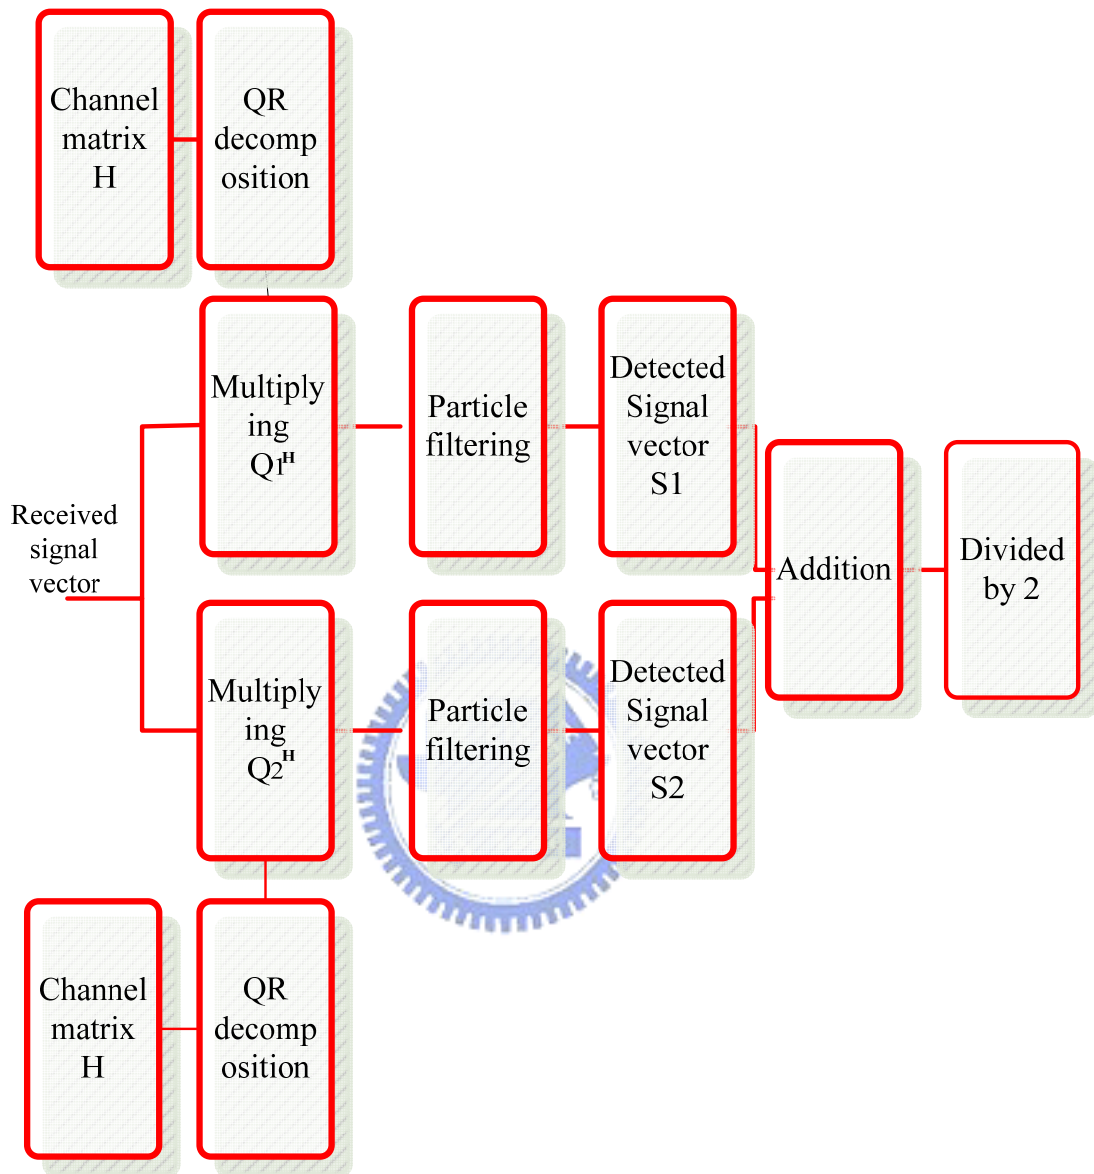 Channel
matrix
H
QR
decomp
osition
Multiply
ing
Q1ᴴ
Particle
filtering
Detected
Signal
vector
S1
Received
signal
vector
Addition
Divided
by 2
Multiply
ing
Q2ᴴ
Particle
filtering
Detected
Signal
vector
S2
Channel
matrix
H
QR
decomp
osition